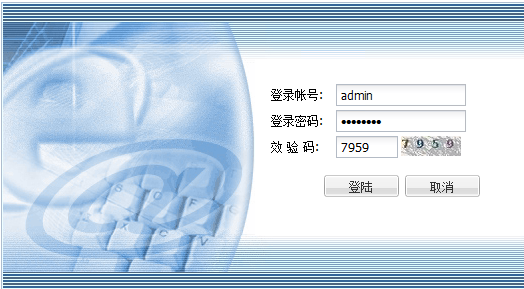 登录帐号: admin
登录密码: ••••••••
效 验 码: 7959 7959
登陆 取消
S C F
X C V